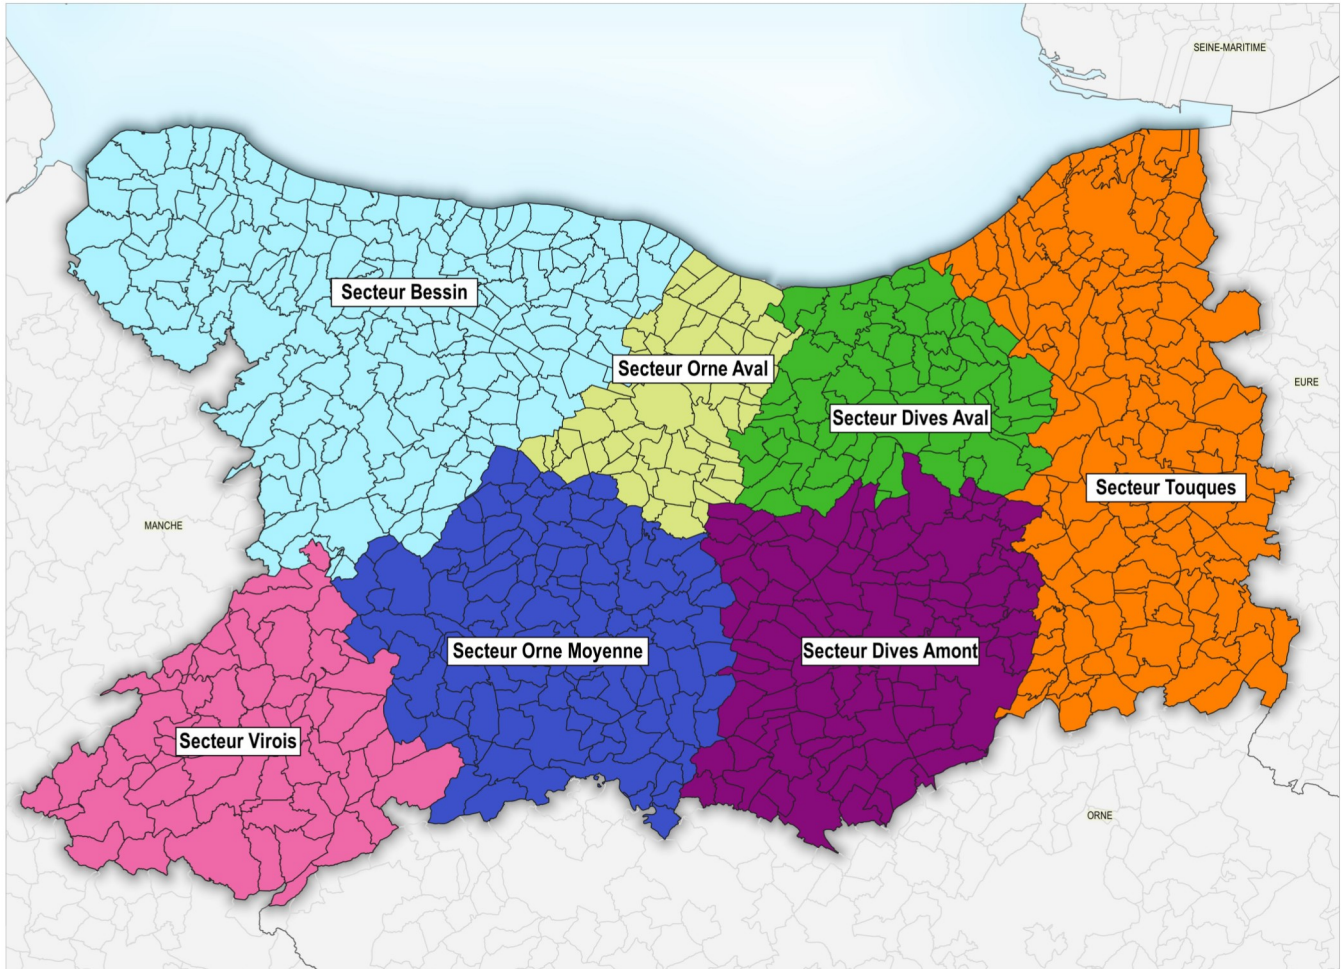 SEINE-MARITIME
Secteur Bessin
Secteur Orne Aval
EURE
Secteur Dives Aval
Secteur Touques
MANCHE
Secteur Orne Moyenne
Secteur Dives Amont
Secteur Virois
ORNE